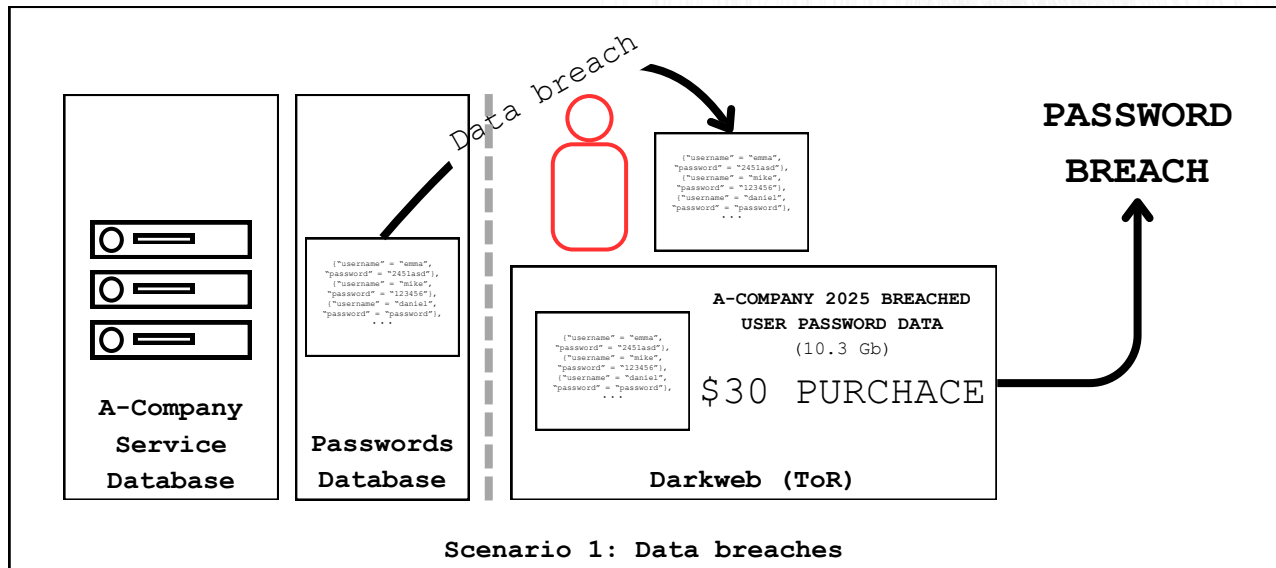 Data breach
PASSWORD
BREACH
{“username” = “emma”,
“password” = “2451asd”},
{“username” = “mike”,
“password” = “123456”},
{“username” = “daniel”,
“password” = “password”},
...
{“username” = “emma”,
“password” = “2451asd”},
{“username” = “mike”,
“password” = “123456”},
{“username” = “daniel”,
“password” = “password”},
...
A-Company
Service
Database
Passwords
Database
A-COMPANY 2025 BREACHED
USER PASSWORD DATA
(10.3 Gb)
{“username” = “emma”,
“password” = “2451asd”},
{“username” = “mike”,
“password” = “123456”},
{“username” = “daniel”,
“password” = “password”},
...
$30 PURCHACE
Darkweb (ToR)
Scenario 1: Data breaches